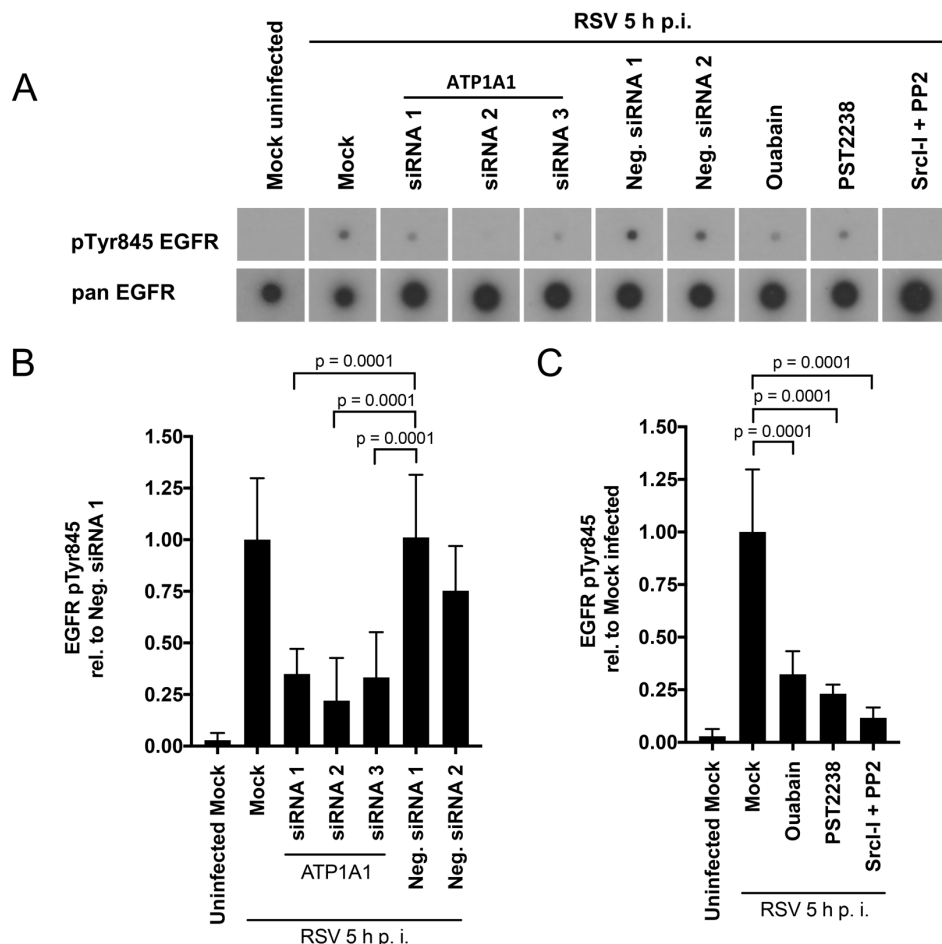 RSV 5 h p.i.
A
Mock uninfected
Mock
ATP1A1
siRNA 1
siRNA 2
siRNA 3
Neg. siRNA 1
Neg. siRNA 2
Ouabain
PST2238
SrcI-I + PP2
pTyr845 EGFR
pan EGFR
B
p = 0.0001
p = 0.0001
p = 0.0001
EGFR pTyr845
rel. to Neg. siRNA 1
1.50
1.25
1.00
0.75
0.50
0.25
0.00
Uninfected Mock
Mock
siRNA 1
siRNA 2
siRNA 3
Neg. siRNA 1
Neg. siRNA 2
ATP1A1
RSV 5 h p. i.
C
p = 0.0001
p = 0.0001
p = 0.0001
EGFR pTyr845
rel. to Mock infected
1.50
1.25
1.00
0.75
0.50
0.25
0.00
Uninfected Mock
Mock
Ouabain
PST2238
SrcI-I + PP2
RSV 5 h p. i.